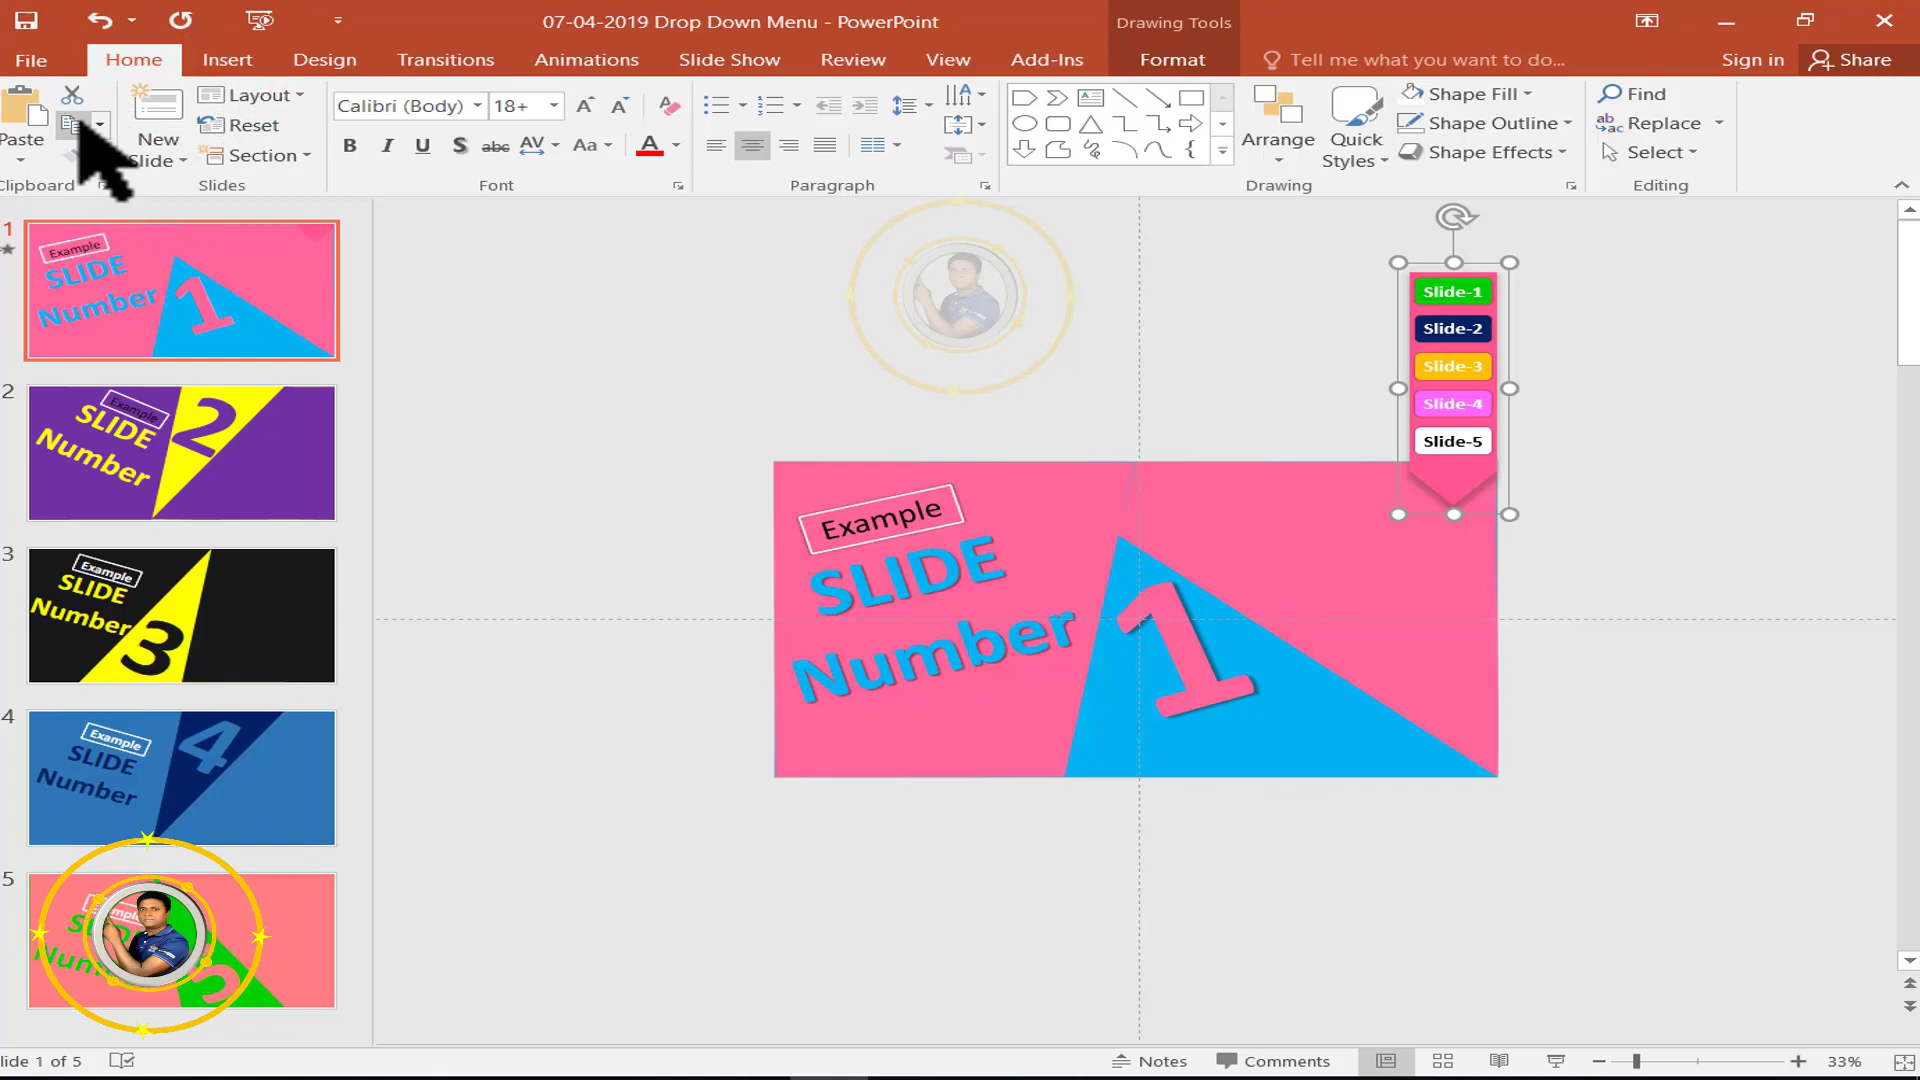 07-04-2019 Drop Down Menu - PowerPoint
Drawing Tools
File
Home
Insert
Design
Transitions
Animations
Slide Show
Review
View
Add-Ins
Format
Tell me what you want to do...
Sign in
Share
Paste
New
Slide
Layout
Reset
Section
Calibri (Body)
18+
B I U S abc AV Aa A
Arrange
Quick
Styles
Shape Fill
Shape Outline
Shape Effects
Find
Replace
Select
Clipboard
Slides
Font
Paragraph
Drawing
Editing
1
Example
SLIDE
Number
1
2
Example
SLIDE
Number
2
3
Example
SLIDE
Number
3
4
Example
SLIDE
Number
4
5
Slide-1
Slide-2
Slide-3
Slide-4
Slide-5
Example
SLIDE
Number
1
lide 1 of 5
Notes
Comments
33%